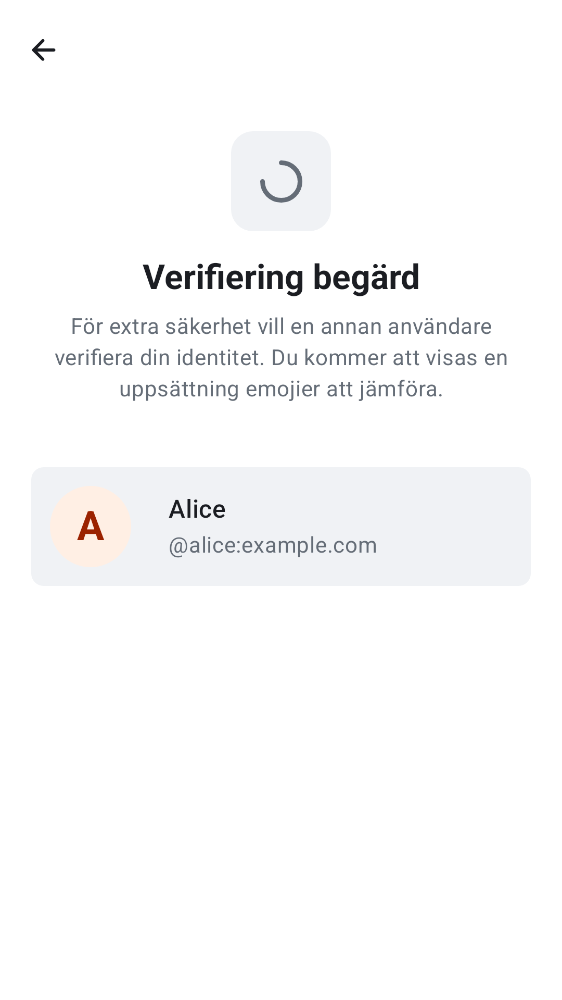 Verifiering begärd
För extra säkerhet vill en annan användare
verifiera din identitet. Du kommer att visas en
uppsättning emojier att jämföra.
A
Alice
@alice:example.com